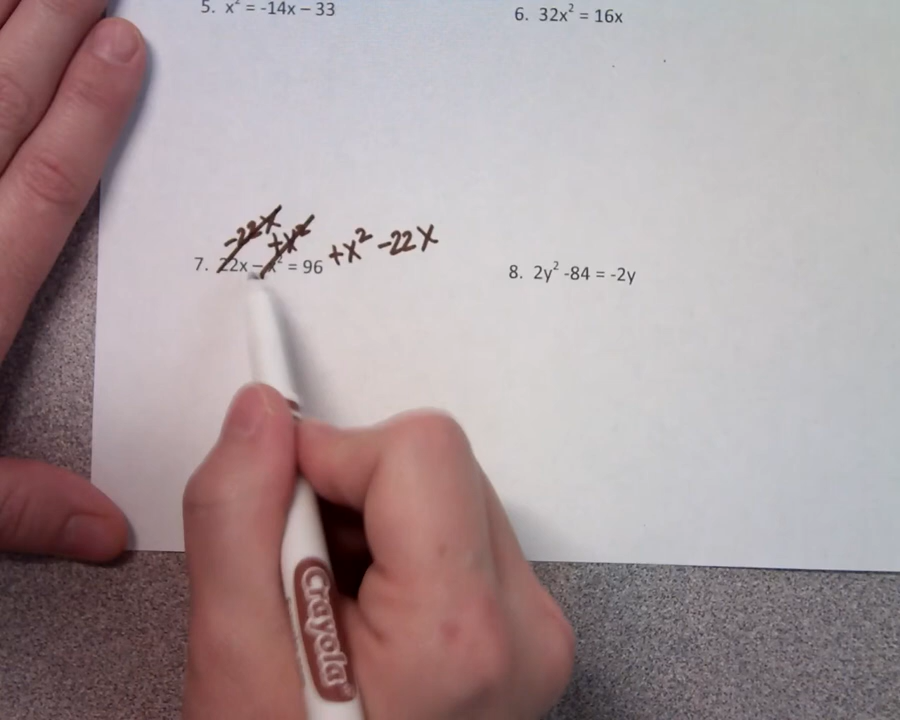 5. x² = -14x – 33
6. 32x² = 16x
-22x +x²
7. 22x – x² = 96 +x² -22x
8. 2y² -84 = -2y
Crayola